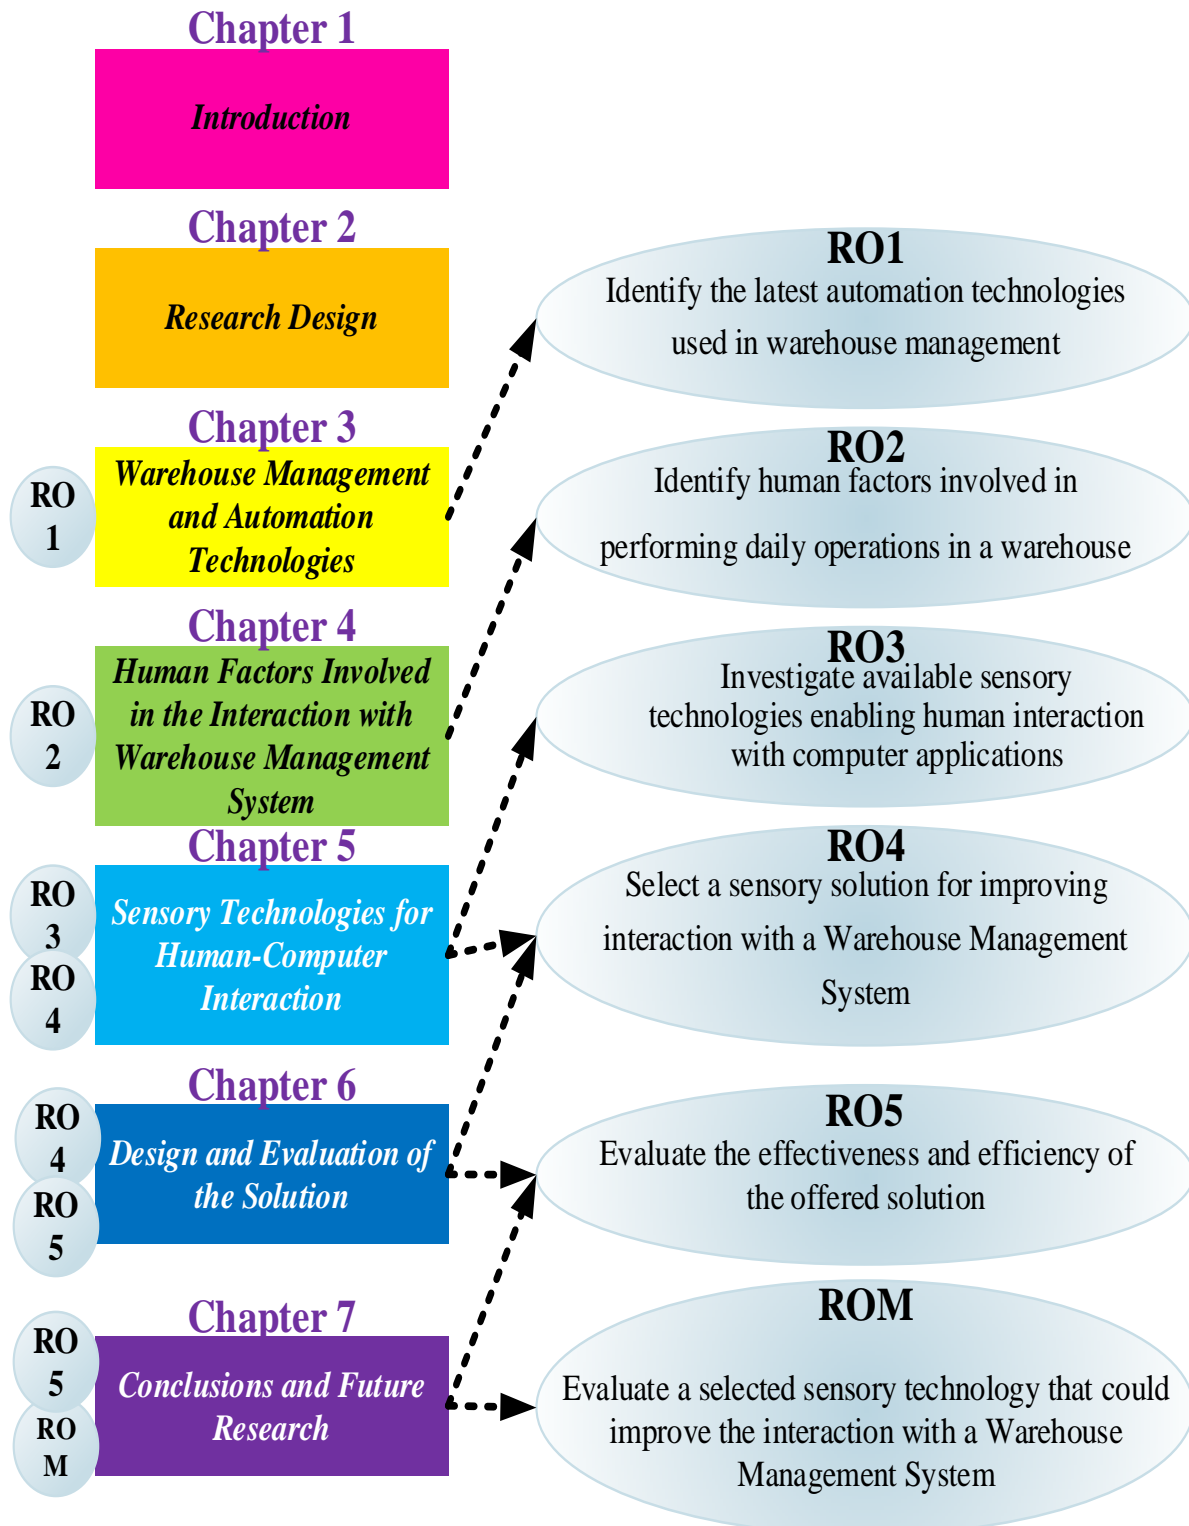 Chapter 1
Introduction
Chapter 2
Research Design
Chapter 3
RO
1
Warehouse Management
and Automation
Technologies
Chapter 4
RO
2
Human Factors Involved
in the Interaction with
Warehouse Management
System
Chapter 5
RO
3
RO
4
Sensory Technologies for
Human-Computer
Interaction
Chapter 6
RO
4
RO
5
Design and Evaluation of
the Solution
Chapter 7
RO
5
RO
M
Conclusions and Future
Research
RO1
Identify the latest automation technologies
used in warehouse management
RO2
Identify human factors involved in
performing daily operations in a warehouse
RO3
Investigate available sensory
technologies enabling human interaction
with computer applications
RO4
Select a sensory solution for improving
interaction with a Warehouse Management
System
RO5
Evaluate the effectiveness and efficiency of
the offered solution
ROM
Evaluate a selected sensory technology that could
improve the interaction with a Warehouse
Management System